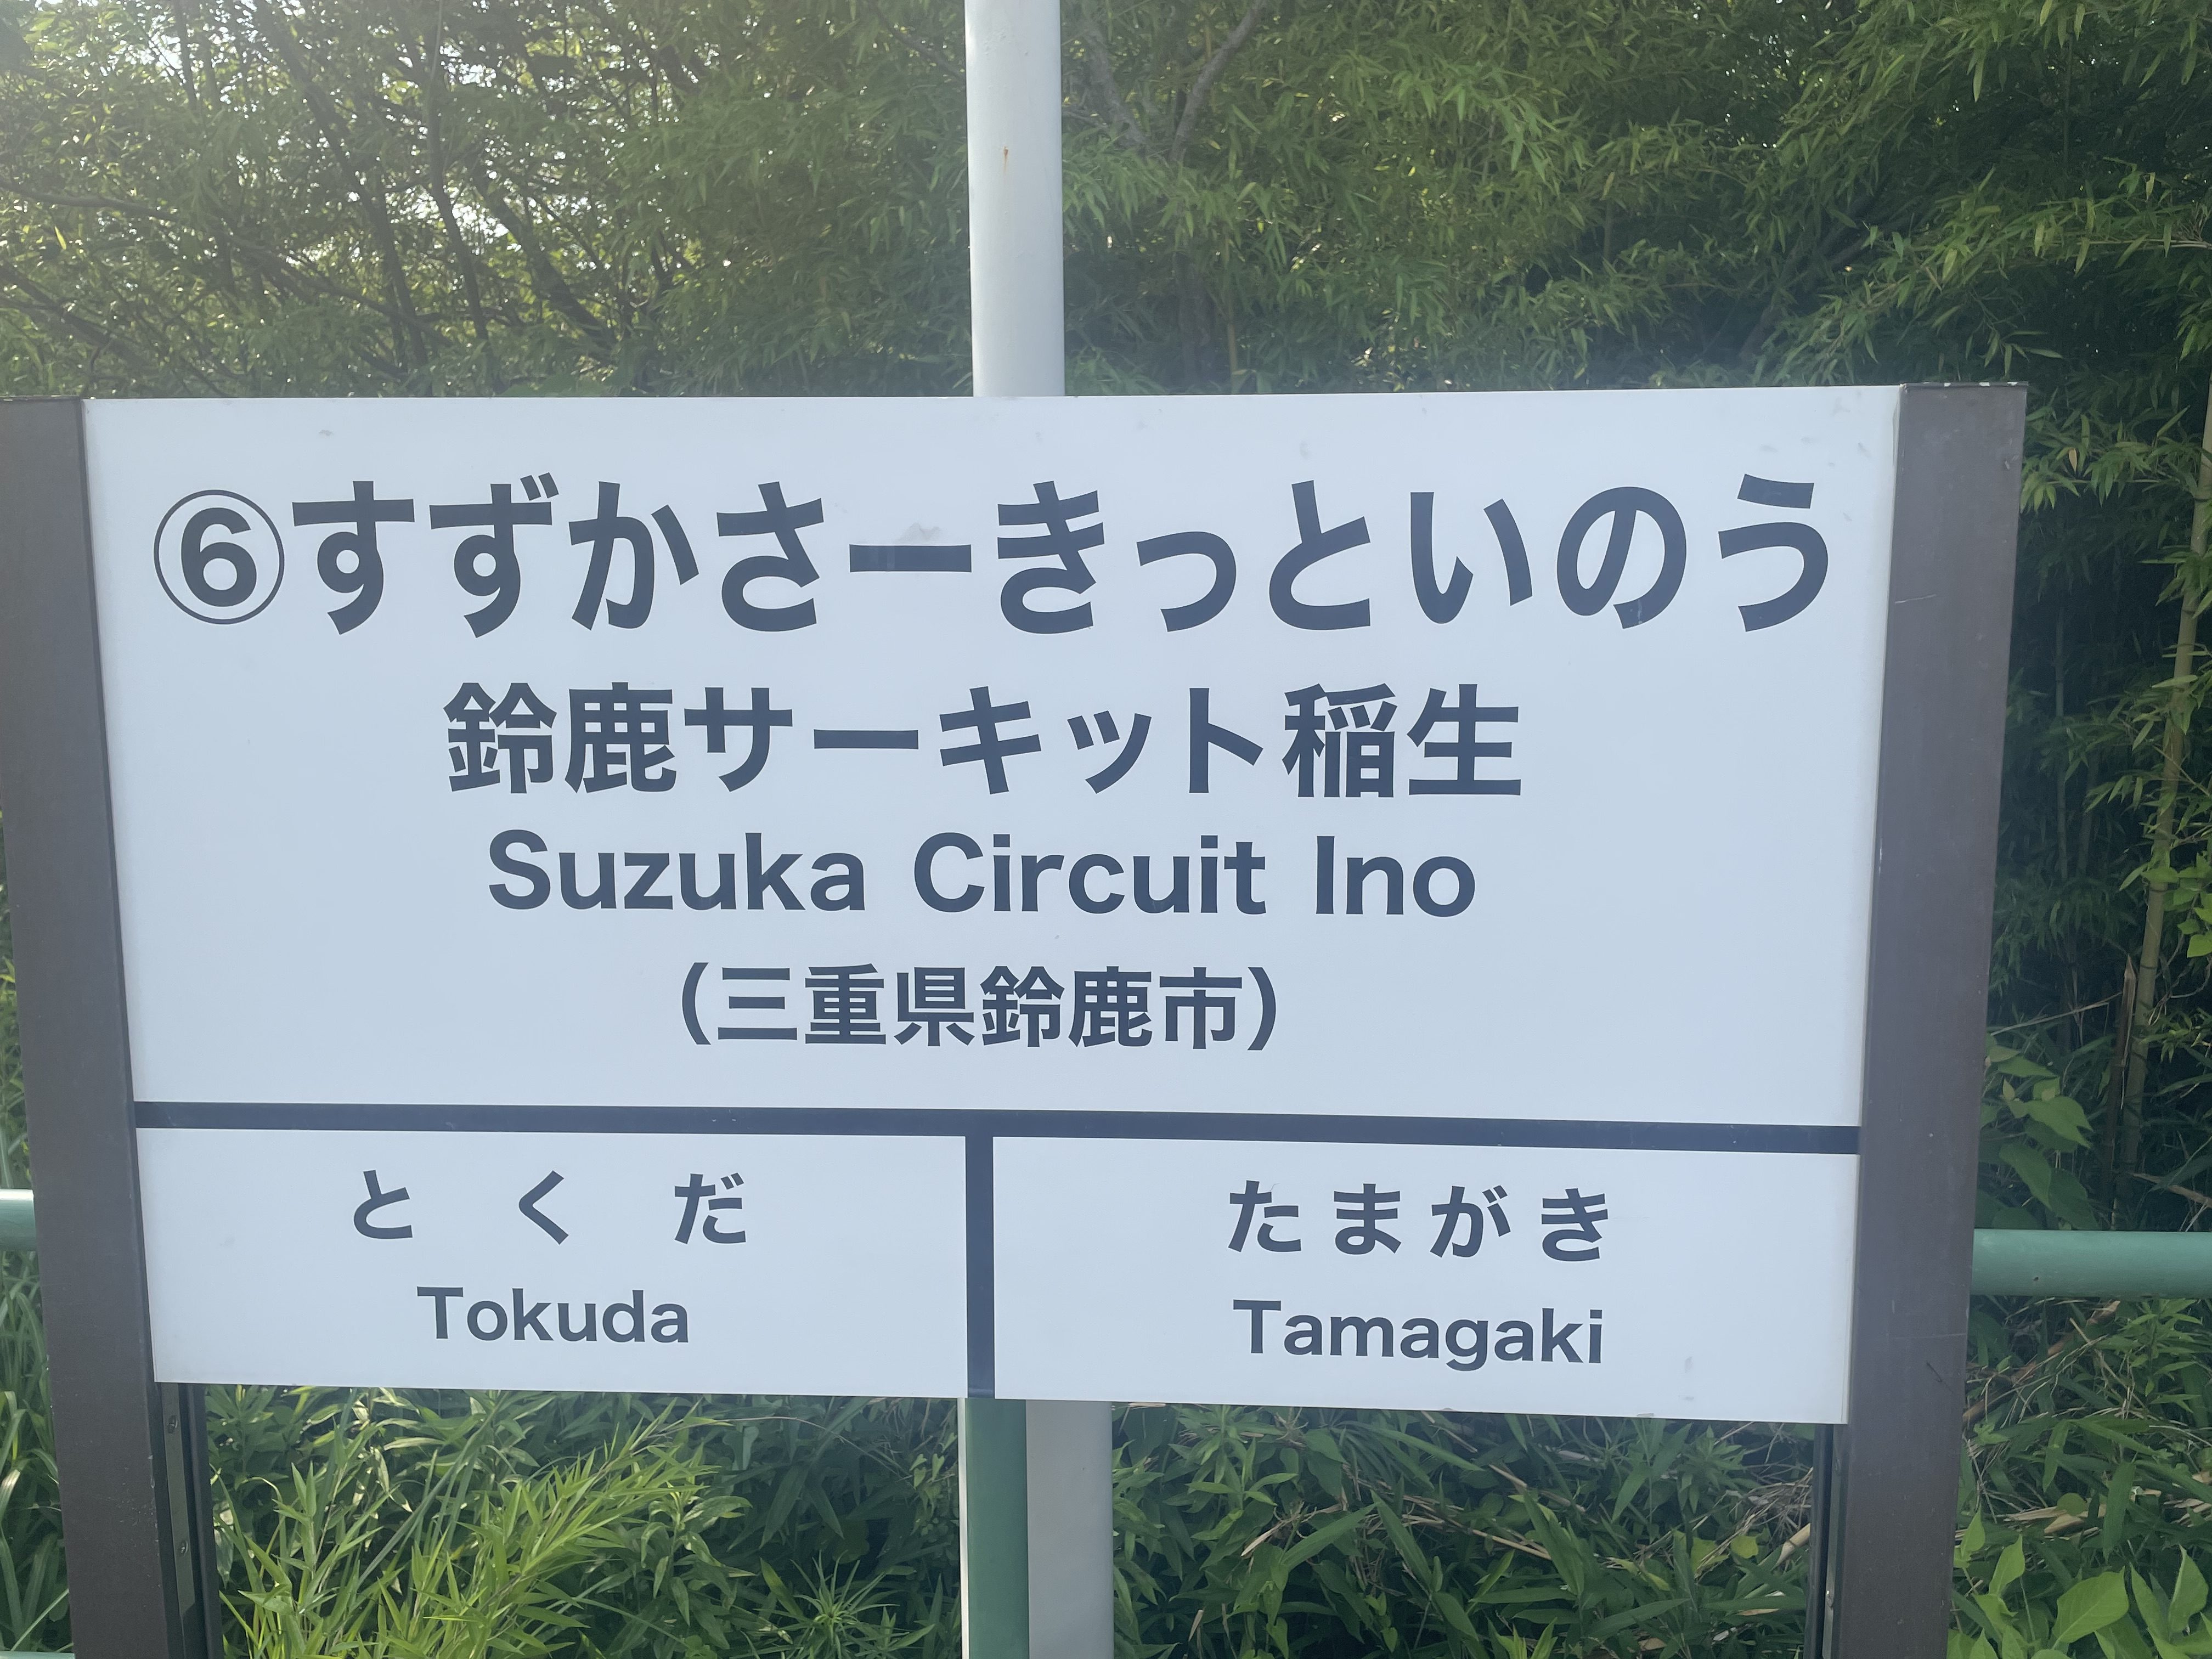 ⑥すずかさーきっといのう
鈴鹿サーキット稲生
Suzuka Circuit Ino
(三重県鈴鹿市)
とくだ
Tokuda
たまがき
Tamagaki